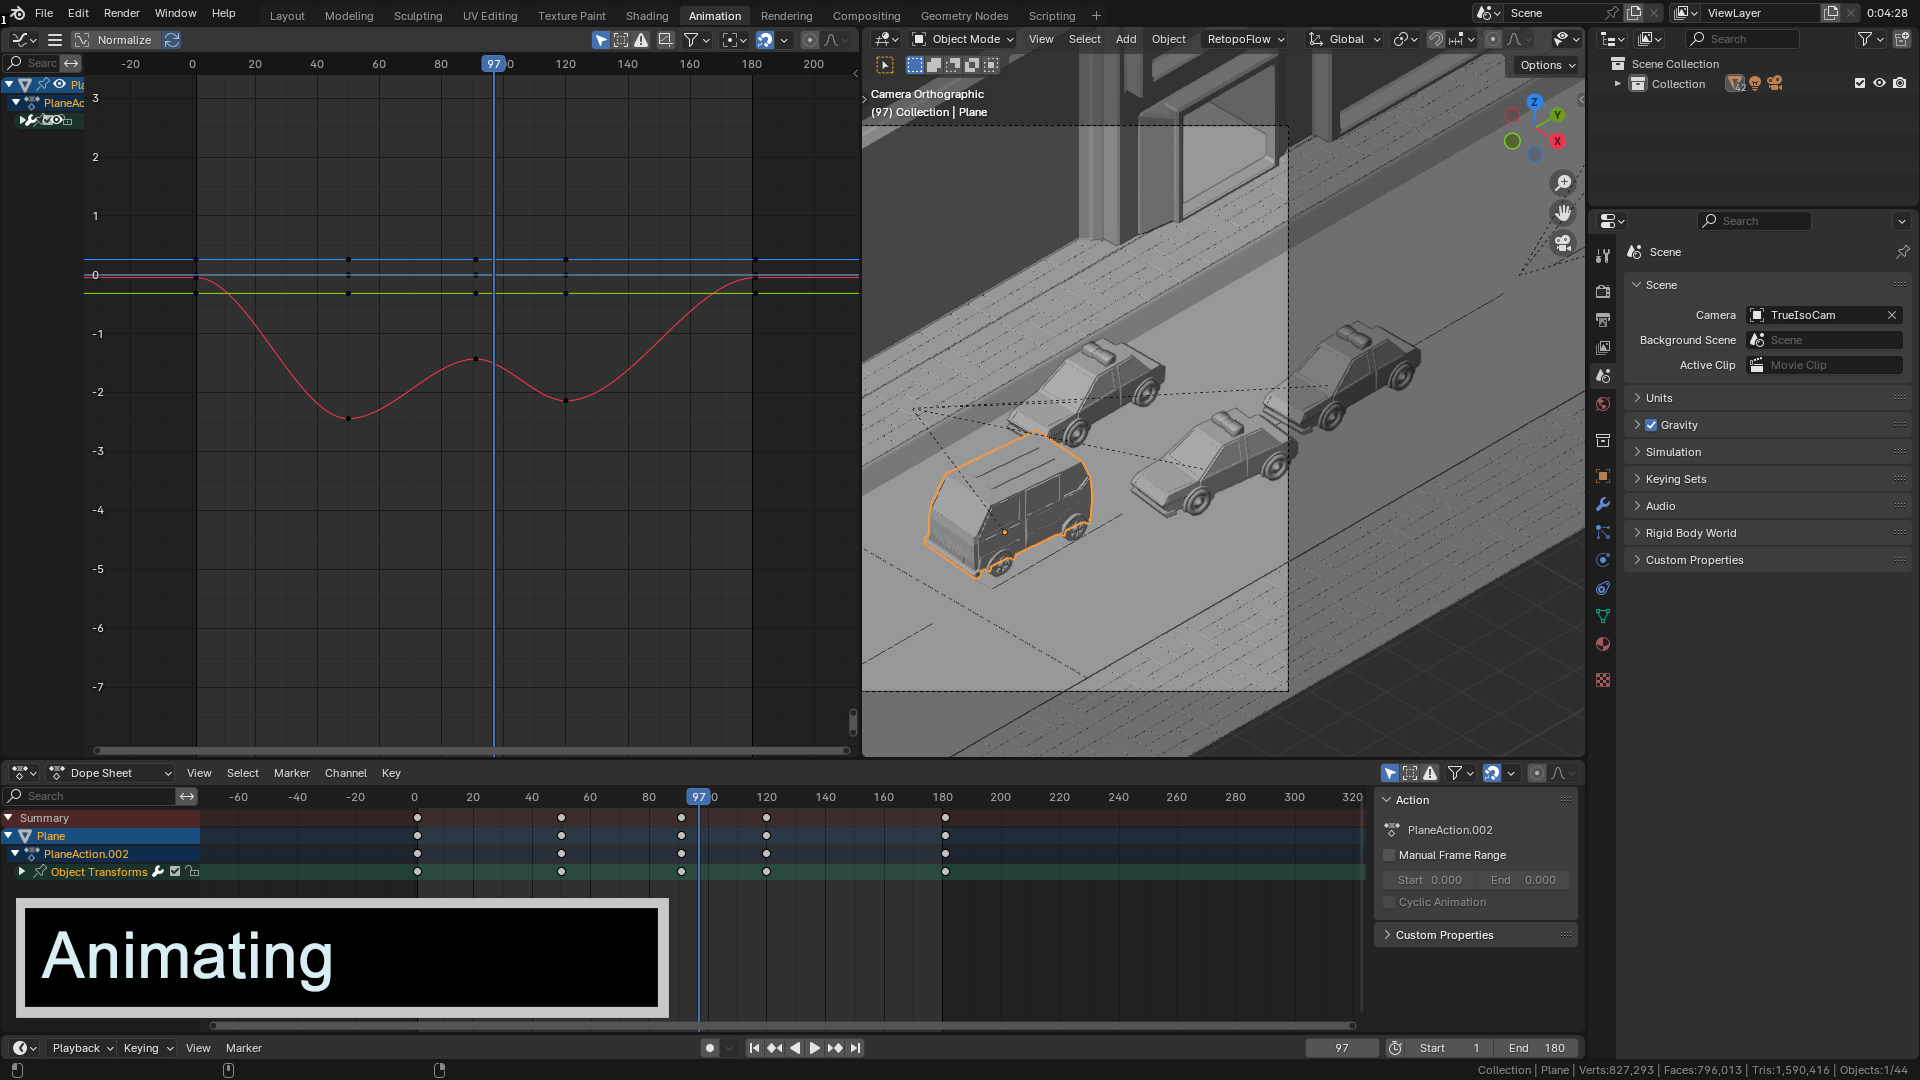 File Edit Render Window Help Layout Modeling Sculpting UV Editing Texture Paint Shading Animation Rendering Compositing Geometry Nodes Scripting + Scene ViewLayer 0:04:28
Normalize Object Mode View Select Add Object RetopoFlow Global Search
Searc -20 0 20 40 60 80 97 120 140 160 180 200 Options
Scene Collection
Collection 42
Pla
PlaneAc
Camera Orthographic
(97) Collection | Plane
Z
Y
X
3
2
1
0
-1
-2
-3
-4
-5
-6
-7
Search
Scene
Scene
Camera TrueIsoCam
Background Scene Scene
Active Clip Movie Clip
Units
Gravity
Simulation
Keying Sets
Audio
Rigid Body World
Custom Properties
Dope Sheet View Select Marker Channel Key
Search -60 -40 -20 0 20 40 60 80 97 120 140 160 180 200 220 240 260 280 300 320
Summary
Plane
PlaneAction.002
Object Transforms
Action
PlaneAction.002
Manual Frame Range
Start 0.000 End 0.000
Cyclic Animation
Custom Properties
Animating
Playback Keying View Marker 97 Start 1 End 180
Collection | Plane | Verts:827,293 | Faces:796,013 | Tris:1,590,416 | Objects:1/44